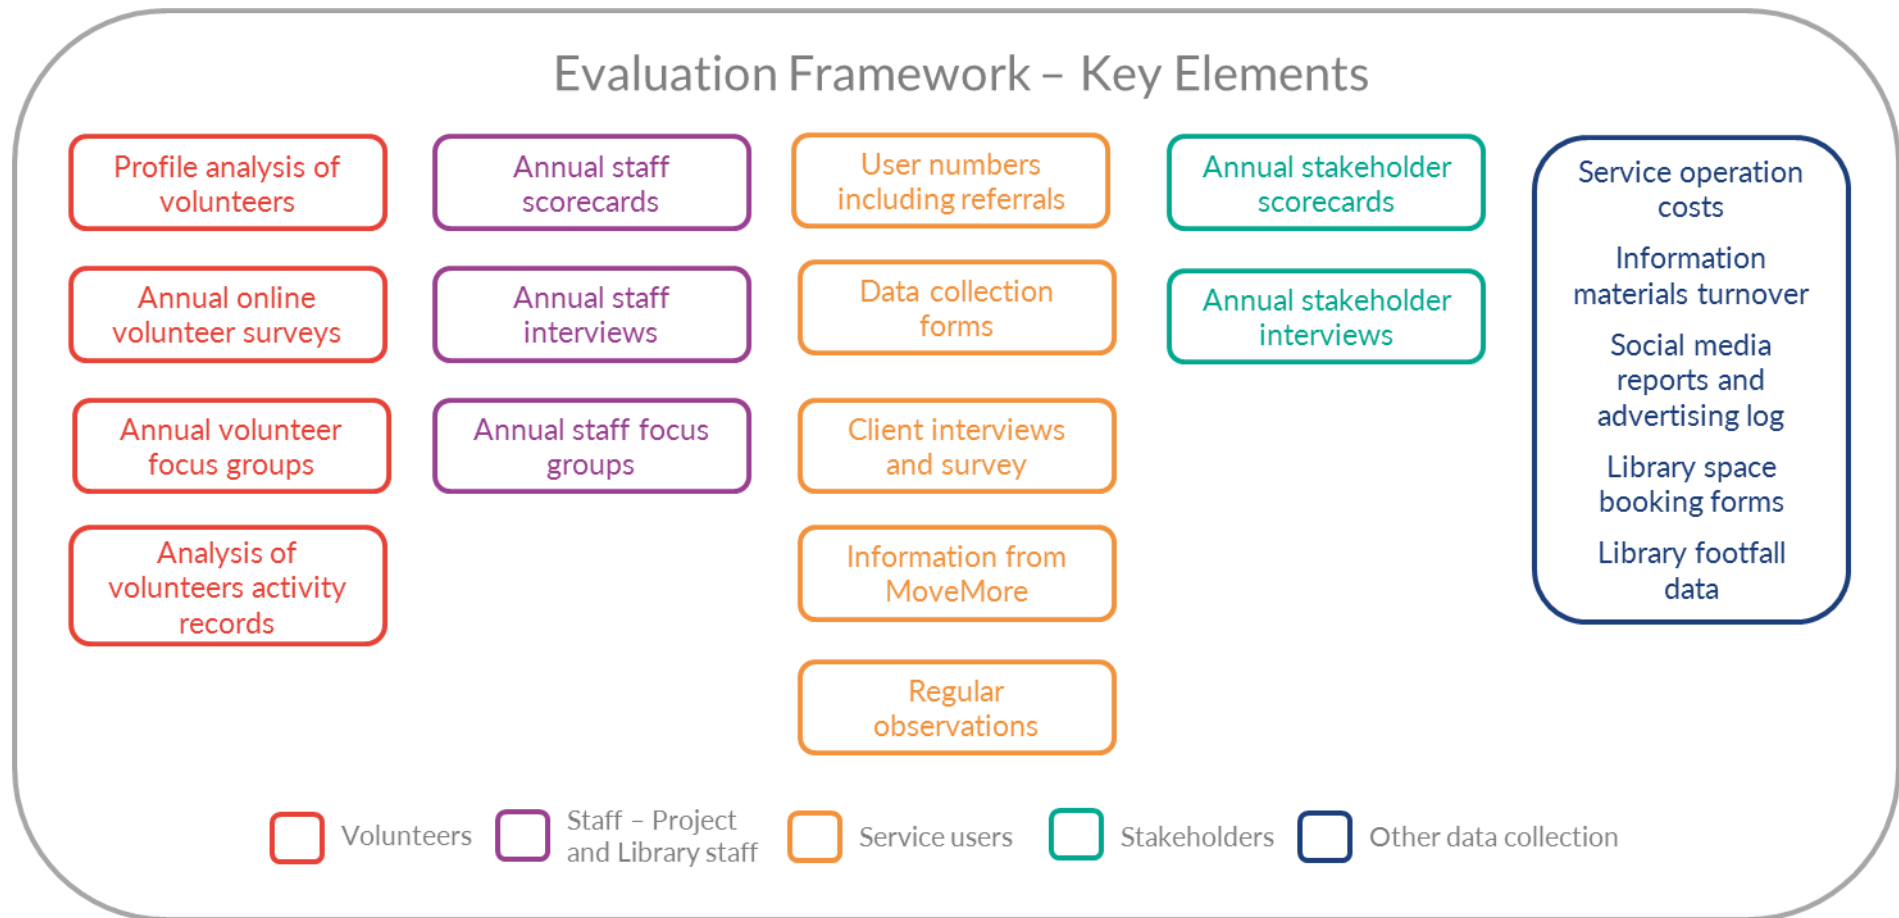 Evaluation Framework – Key Elements
Profile analysis of
volunteers
Annual online
volunteer surveys
Annual volunteer
focus groups
Analysis of
volunteers activity
records
Annual staff
scorecards
Annual staff
interviews
Annual staff focus
groups
User numbers
including referrals
Data collection
forms
Client interviews
and survey
Information from
MoveMore
Regular
observations
Annual stakeholder
scorecards
Annual stakeholder
interviews
Service operation
costs
Information
materials turnover
Social media
reports and
advertising log
Library space
booking forms
Library footfall
data
Volunteers
Staff – Project
and Library staff
Service users
Stakeholders
Other data collection